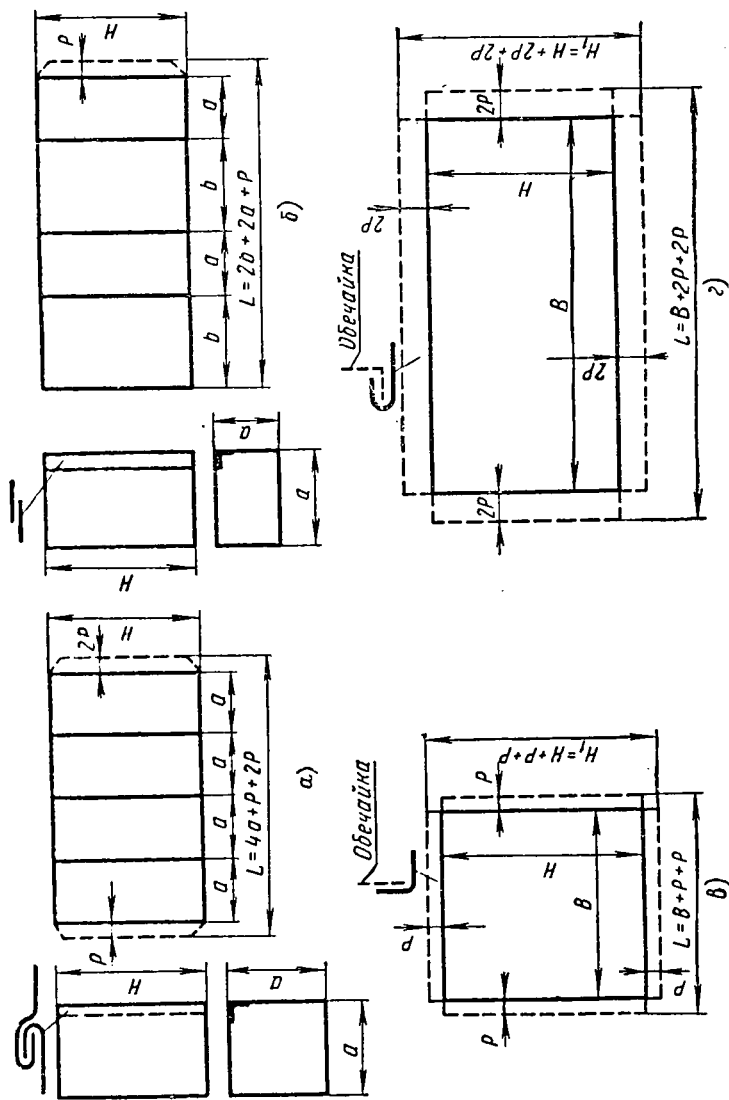 H
a
a
P
a
a
a
a
2P
H
L=4a+P+2P
а)
H
a
a
b
a
b
a
P
H
L=2b+2a+P
б)
Обечайка
P
P
B
H
P
P
H₁=H+P+P
L=B+P+P
в)
Обечайка
2P
2P
B
H
2P
2P
H₁=H+2P+2P
L=B+2P+2P
г)